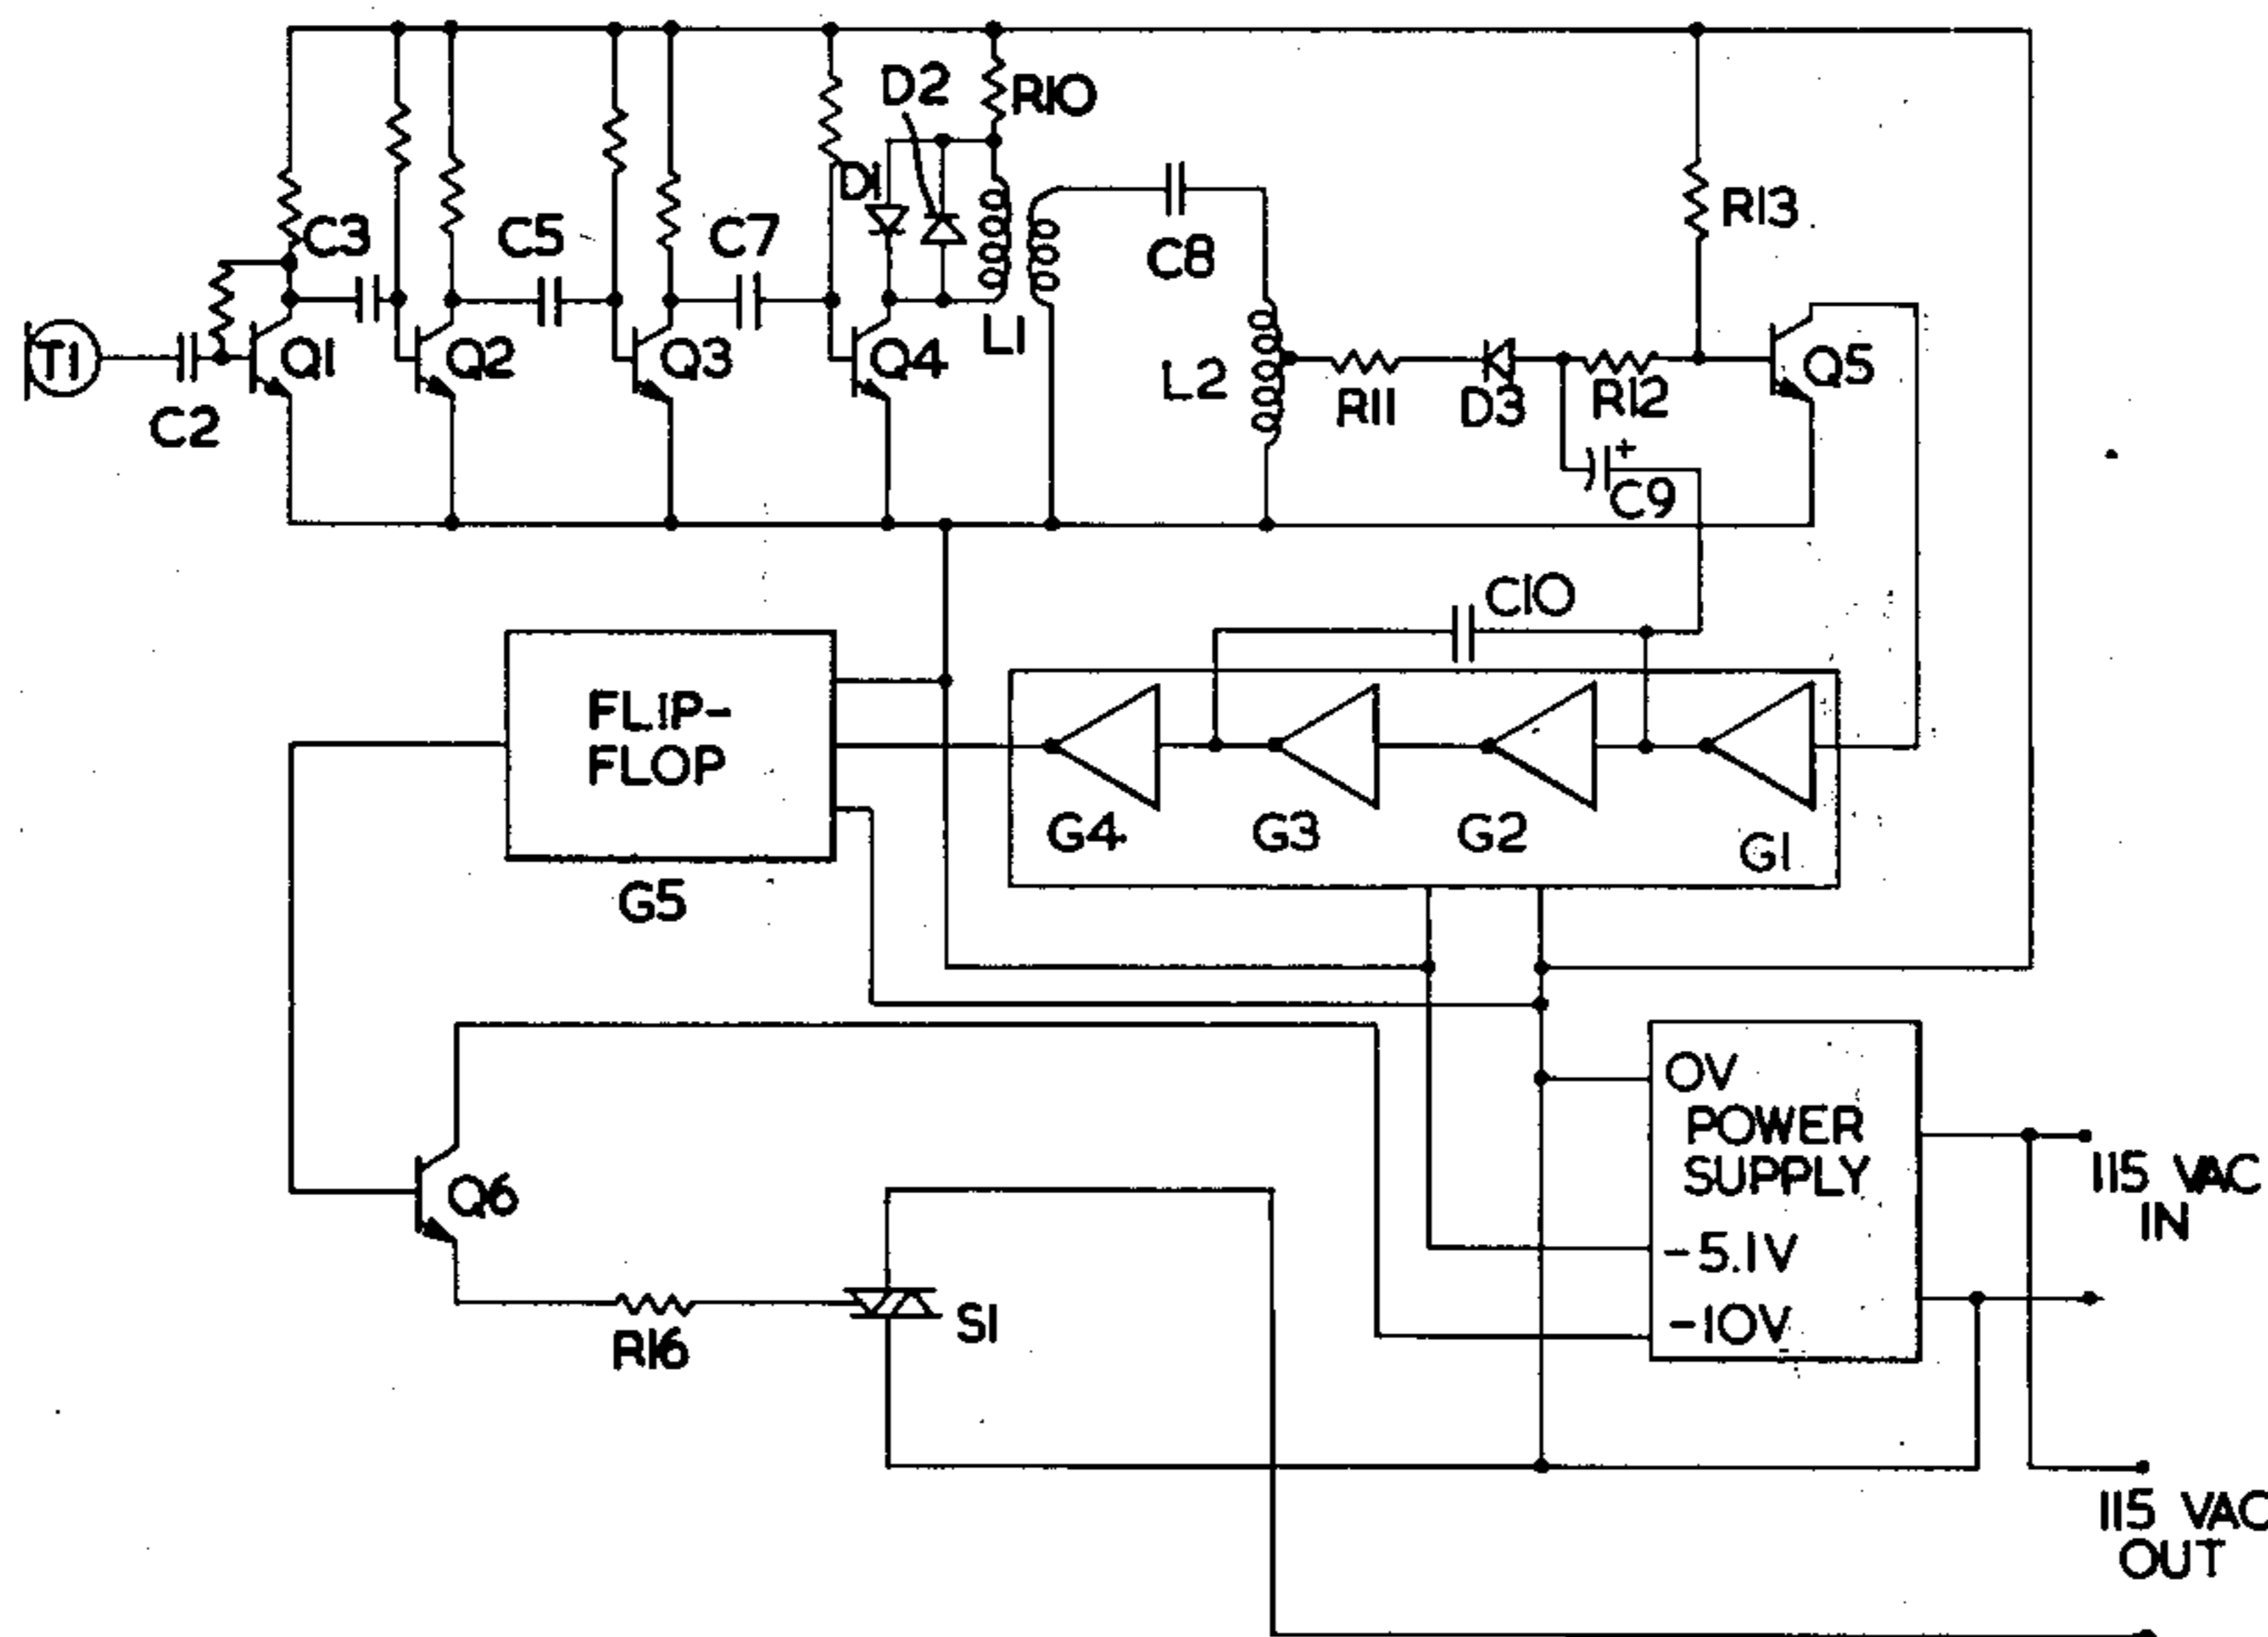 D2
R10
D1
R13
C3
C5
C7
C8
T1
Q1
Q2
Q3
Q4
L1
L2
R11
D3
R12
Q5
C2
C9
+
C10
FLIP-
FLOP
G5
G4
G3
G2
G1
0V
POWER
SUPPLY
-5.1V
-10V
115 VAC
IN
Q6
R16
S1
115 VAC
OUT